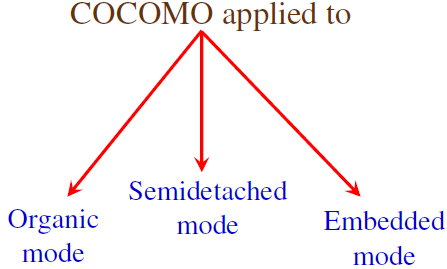 COCOMO applied to
Semidetached
mode
Organic
mode
Embedded
mode